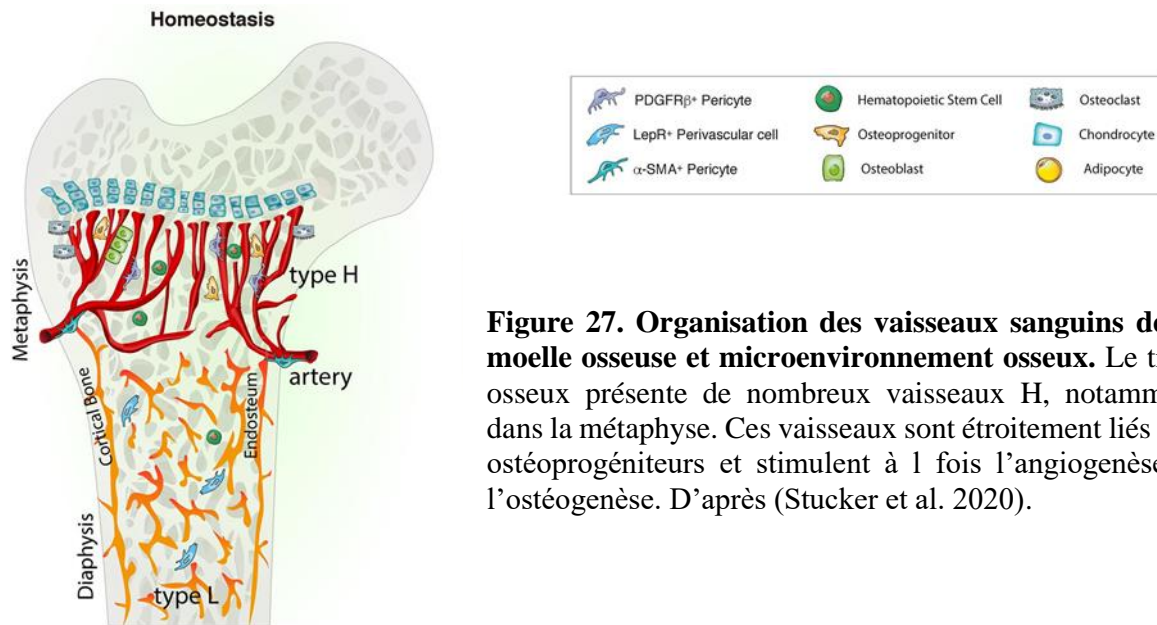 Homeostasis
PDGFRβ⁺ Pericyte
Hematopoietic Stem Cell
Osteoclast
LepR⁺ Perivascular cell
Osteoprogenitor
Chondrocyte
α-SMA⁺ Pericyte
Osteoblast
Adipocyte
Metaphysis
type H
artery
Cortical Bone
Endosteum
Diaphysis
type L
Figure 27. Organisation des vaisseaux sanguins de
moelle osseuse et microenvironnement osseux. Le
osseux présente de nombreux vaisseaux H,
dans la métaphyse. Ces vaisseaux sont étroitement liés
ostéoprogéniteurs et stimulent à l fois l’angiogenèse
l’ostéogenèse. D’après (Stucker et al. 2020).